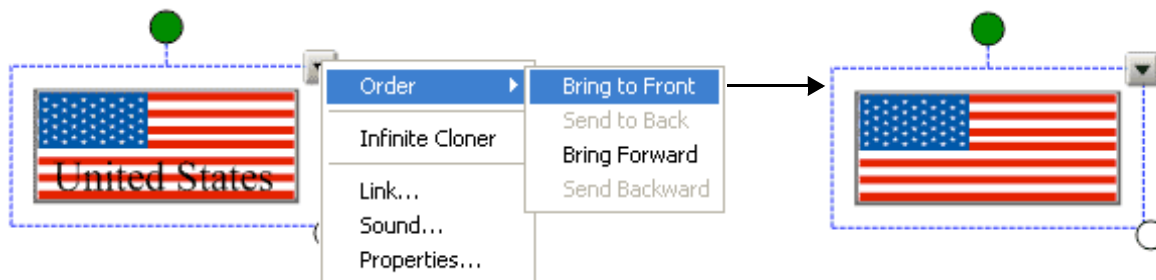 Order
Bring to Front
Send to Back
Infinite Cloner
Bring Forward
United States
Link...
Send Backward
Sound...
Properties...